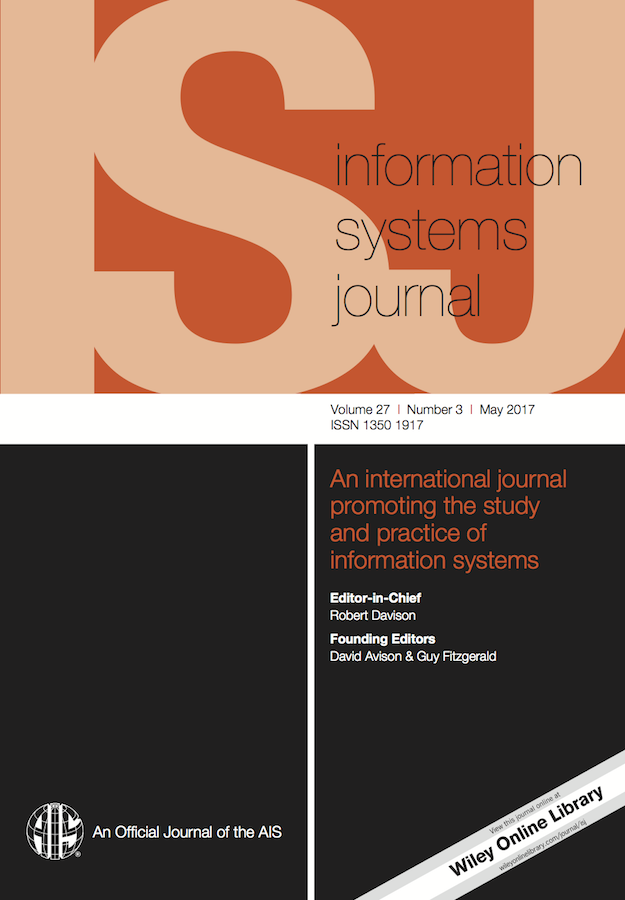 ISJ
information
systems
journal
Volume 27 | Number 3 | May 2017
ISSN 1350 1917
An international journal
promoting the study
and practice of
information systems
Editor-in-Chief
Robert Davison
Founding Editors
David Avison & Guy Fitzgerald
AIS
®
An Official Journal of the AIS
View this journal online at
Wiley Online Library
wileyonlinelibrary.com/journal/isj